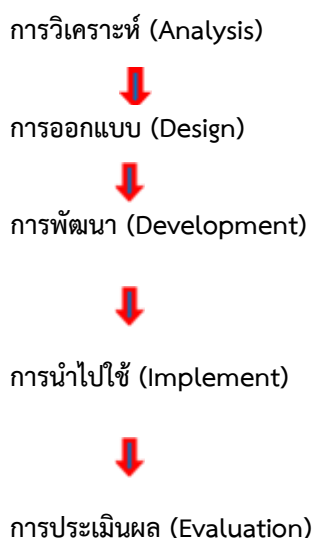 การวิเคราะห์ (Analysis)
การออกแบบ (Design)
การพัฒนา (Development)
การนำไปใช้ (Implement)
การประเมินผล (Evaluation)